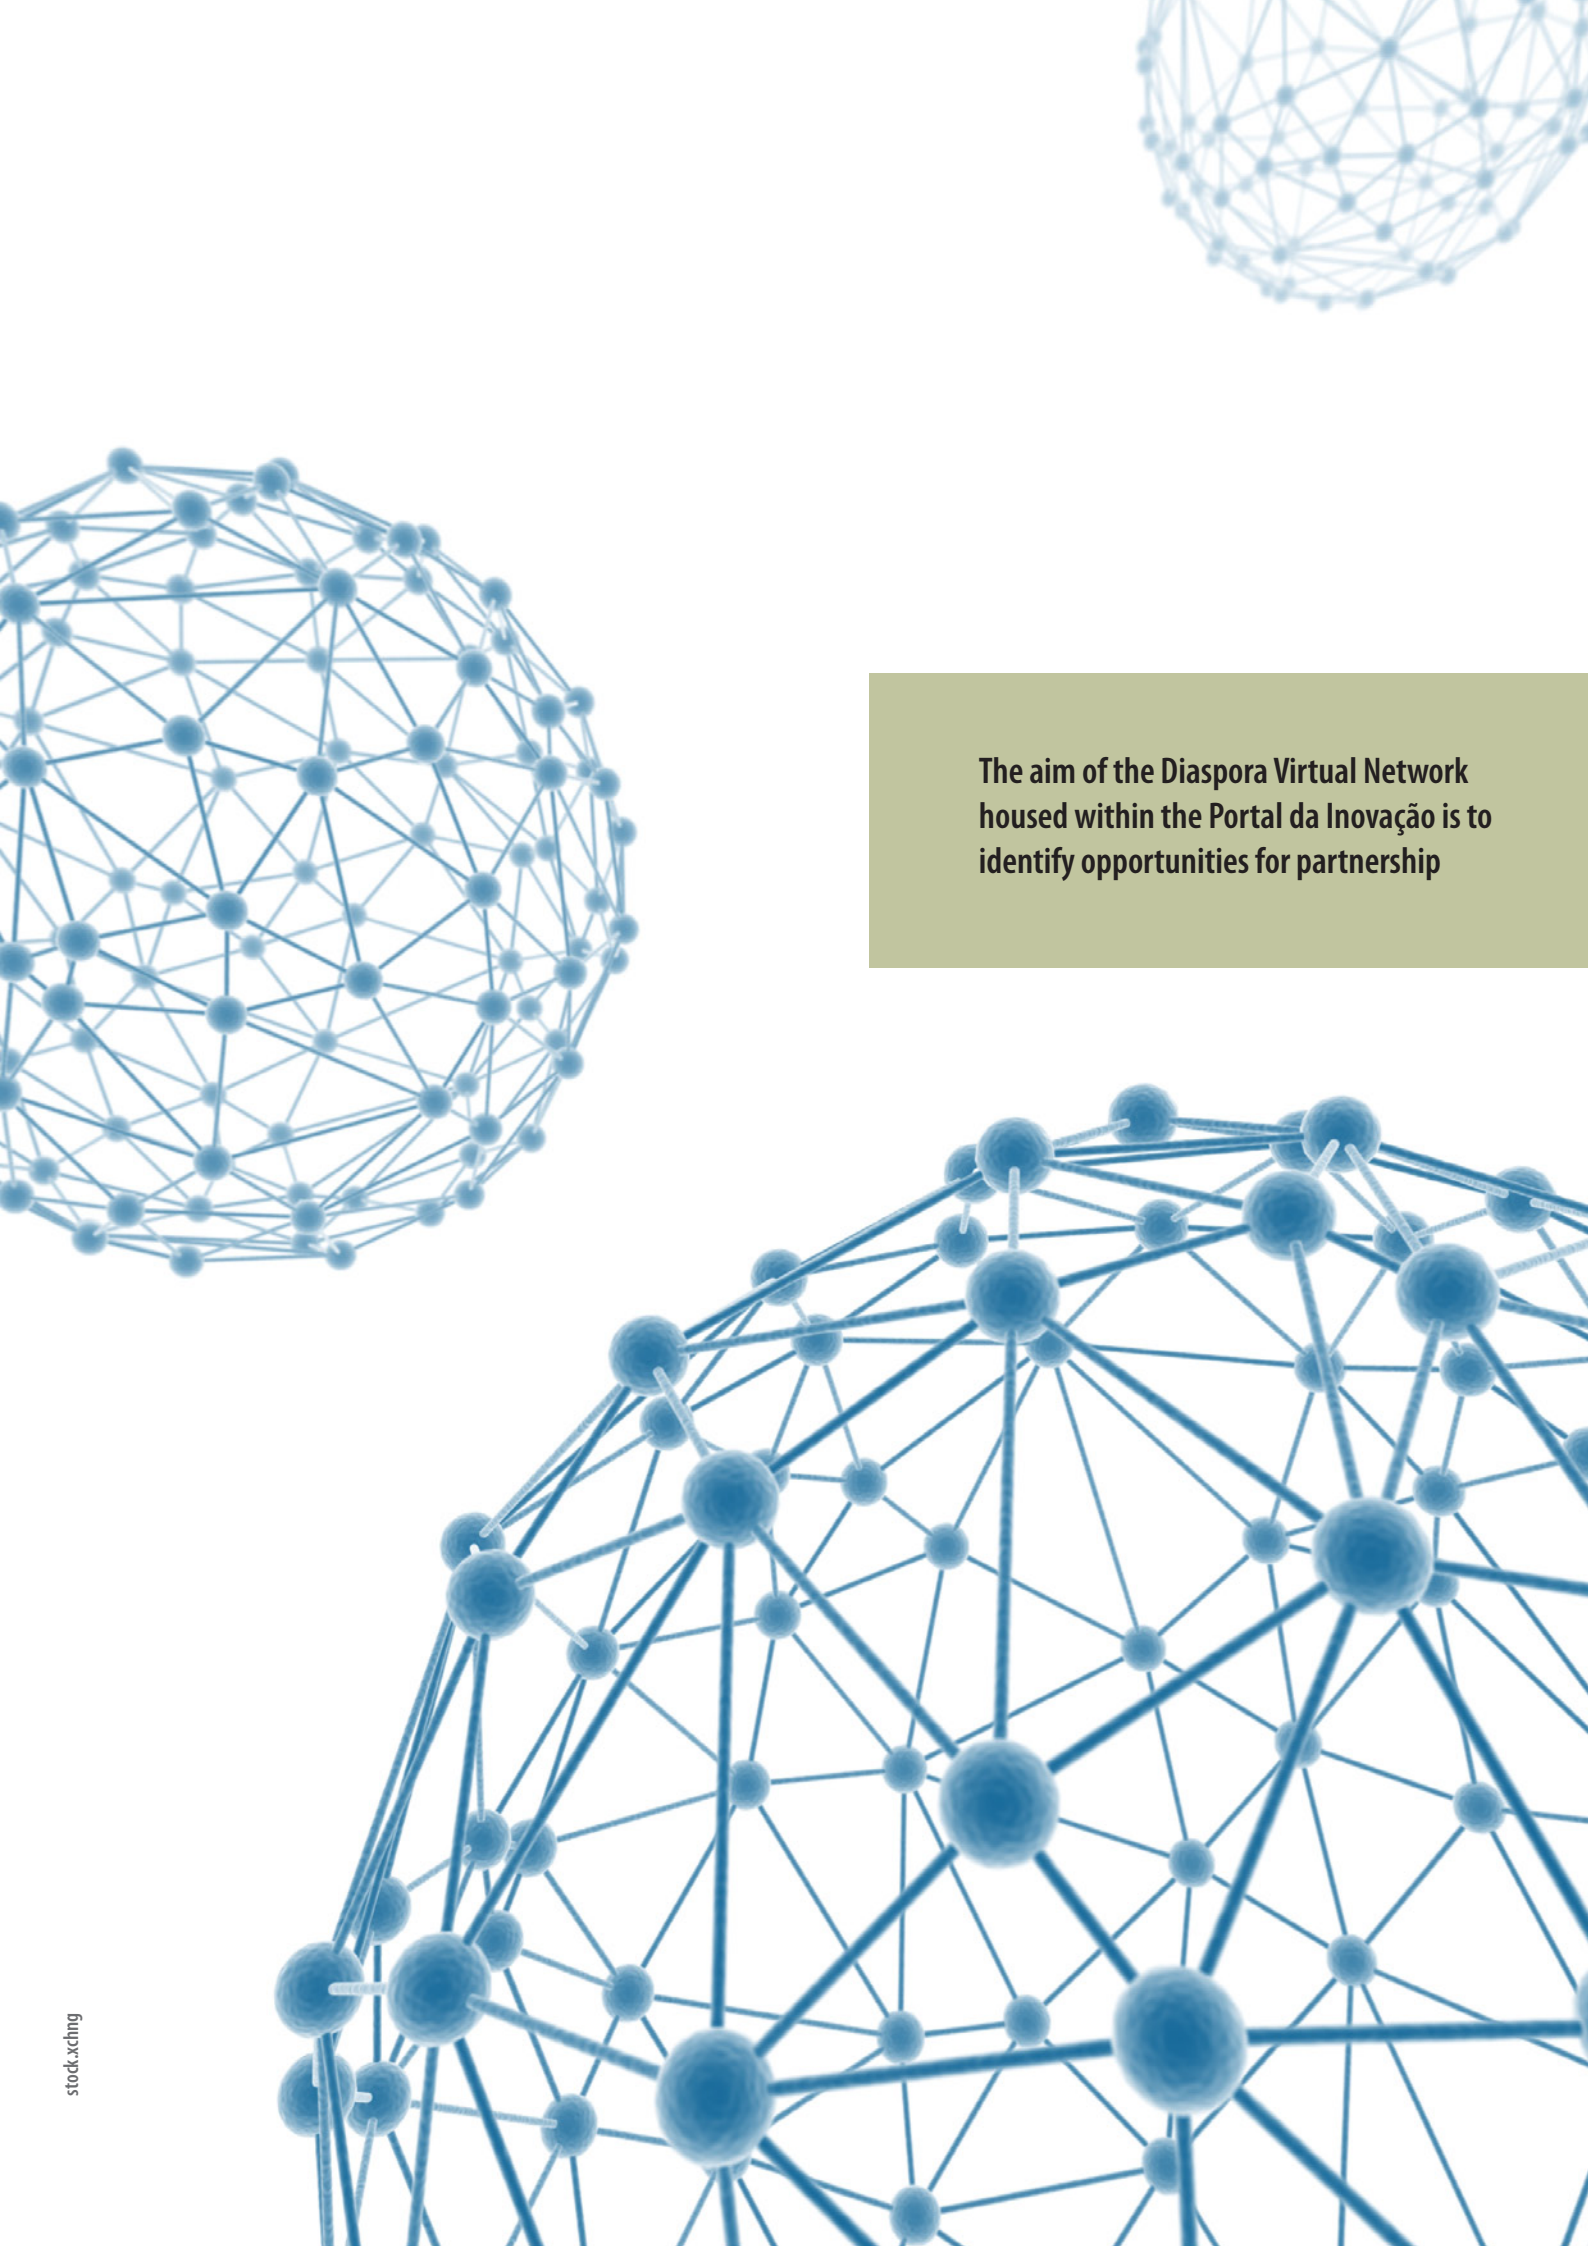 The aim of the Diaspora Virtual Network
housed within the Portal da Inovação is to
identify opportunities for partnership
stock.xchng